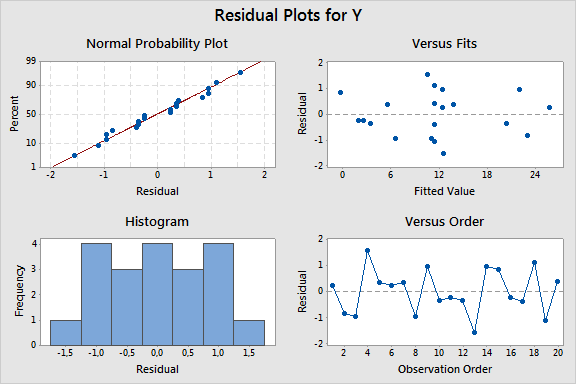 Residual Plots for Y
Normal Probability Plot
99
90
50
10
1
Percent
-2 -1 0 1 2
Residual
Versus Fits
2
1
0
-1
-2
Residual
0 6 12 18 24
Fitted Value
Histogram
4
3
2
1
0
Frequency
-1,5 -1,0 -0,5 0,0 0,5 1,0 1,5
Residual
Versus Order
2
1
0
-1
-2
Residual
2 4 6 8 10 12 14 16 18 20
Observation Order